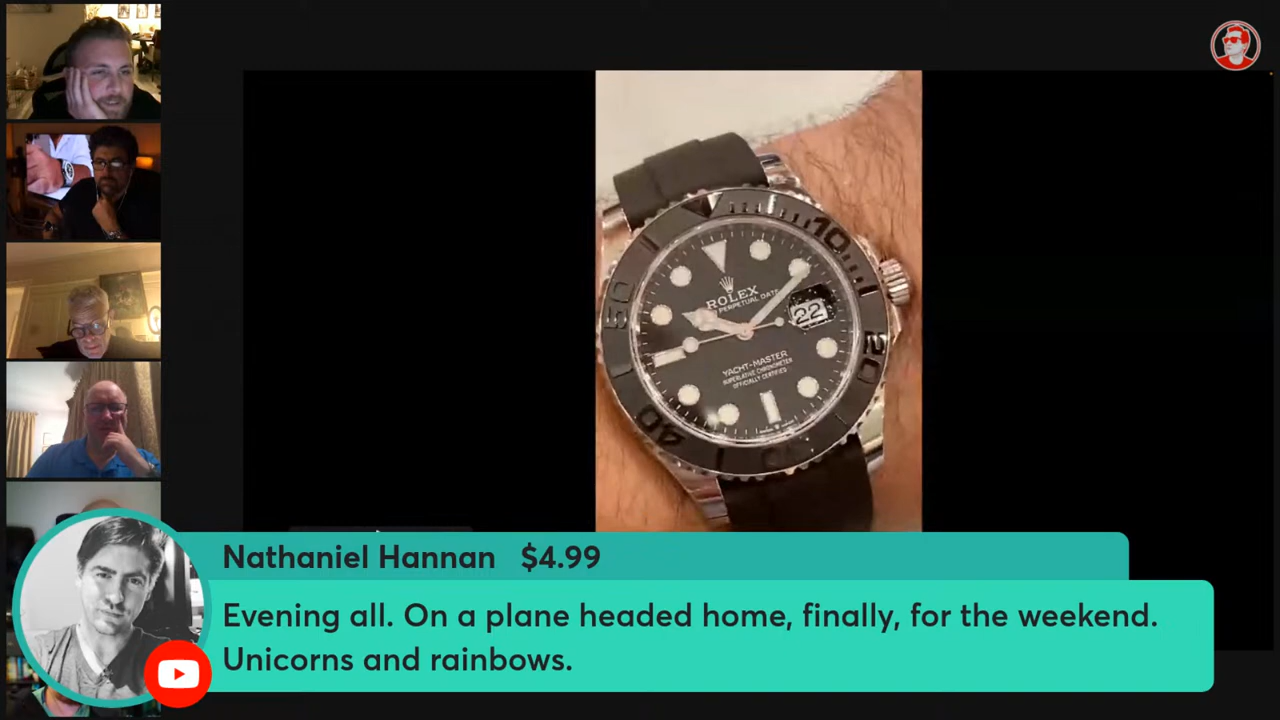 10
50
ROLEX
PERPETUAL DATE
22
20
YACHT-MASTER
SUPERLATIVE CHRONOMETER
OFFICIALLY CERTIFIED
40
Nathaniel Hannan $4.99
Evening all. On a plane headed home, finally, for the weekend.
Unicorns and rainbows.